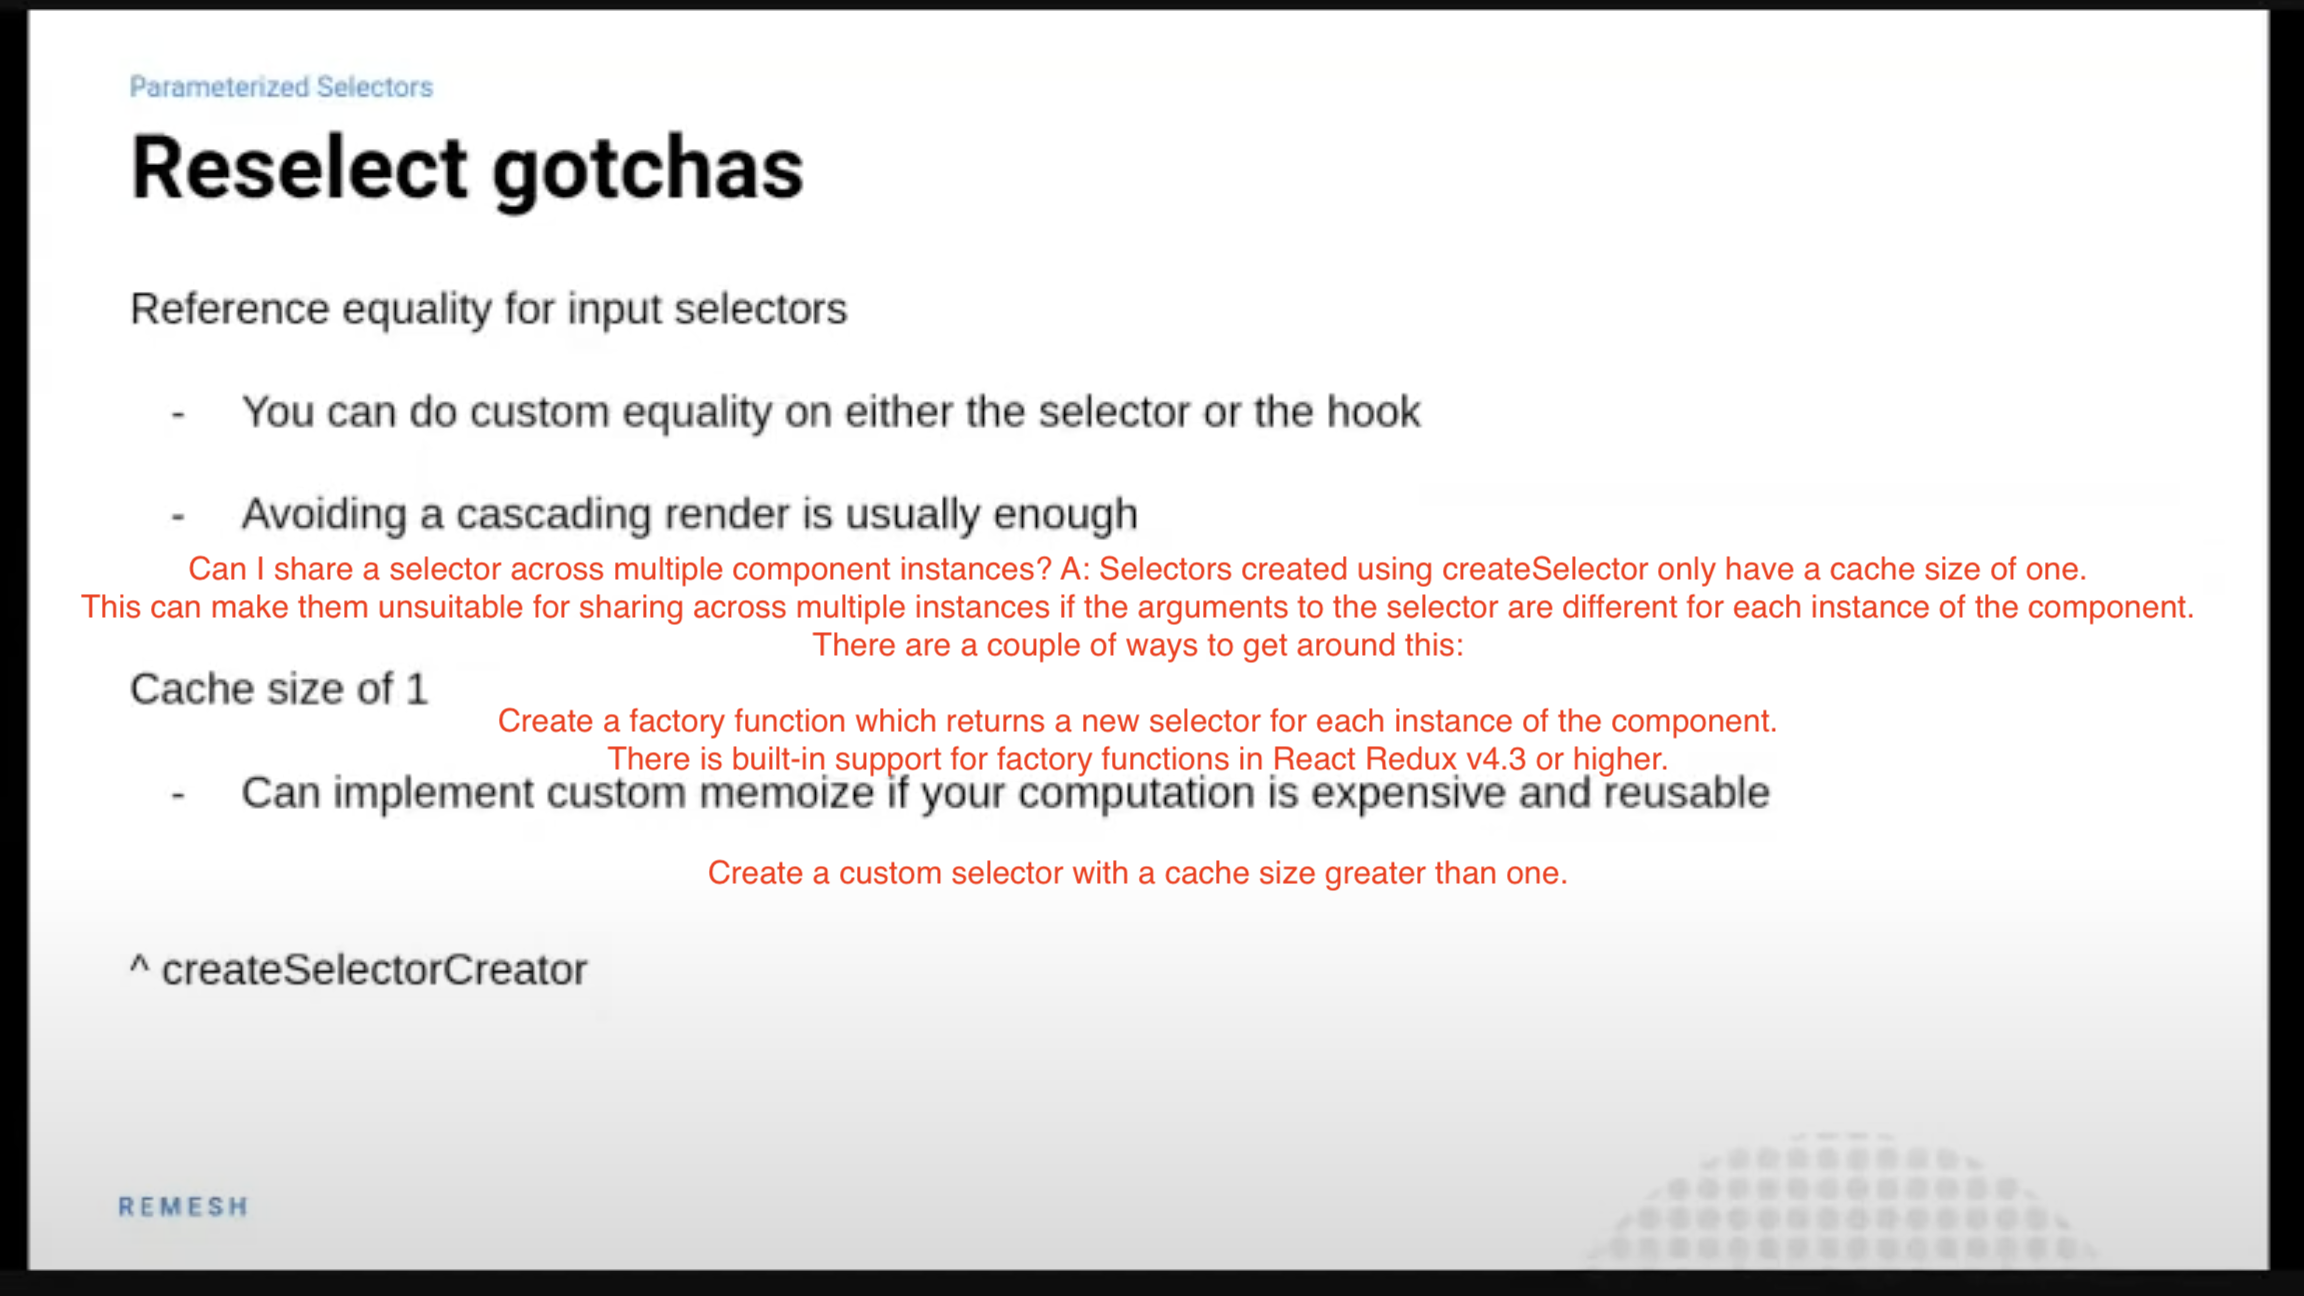 Parameterized Selectors
Reselect gotchas
Reference equality for input selectors
- You can do custom equality on either the selector or the hook
- Avoiding a cascading render is usually enough
Can I share a selector across multiple component instances? A: Selectors created using createSelector only have a cache size of one.
This can make them unsuitable for sharing across multiple instances if the arguments to the selector are different for each instance of the component.
There are a couple of ways to get around this:
Cache size of 1
Create a factory function which returns a new selector for each instance of the component.
There is built-in support for factory functions in React Redux v4.3 or higher.
- Can implement custom memoize if your computation is expensive and reusable
Create a custom selector with a cache size greater than one.
^ createSelectorCreator
REMESH